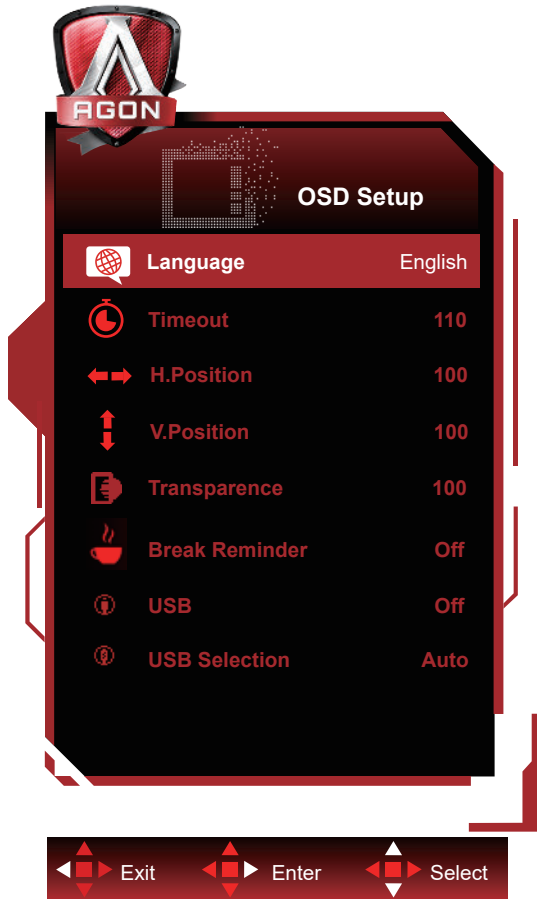 AGON
OSD Setup
Language English
Timeout 110
H.Position 100
V.Position 100
Transparence 100
Break Reminder Off
USB Off
USB Selection Auto
Exit Enter Select